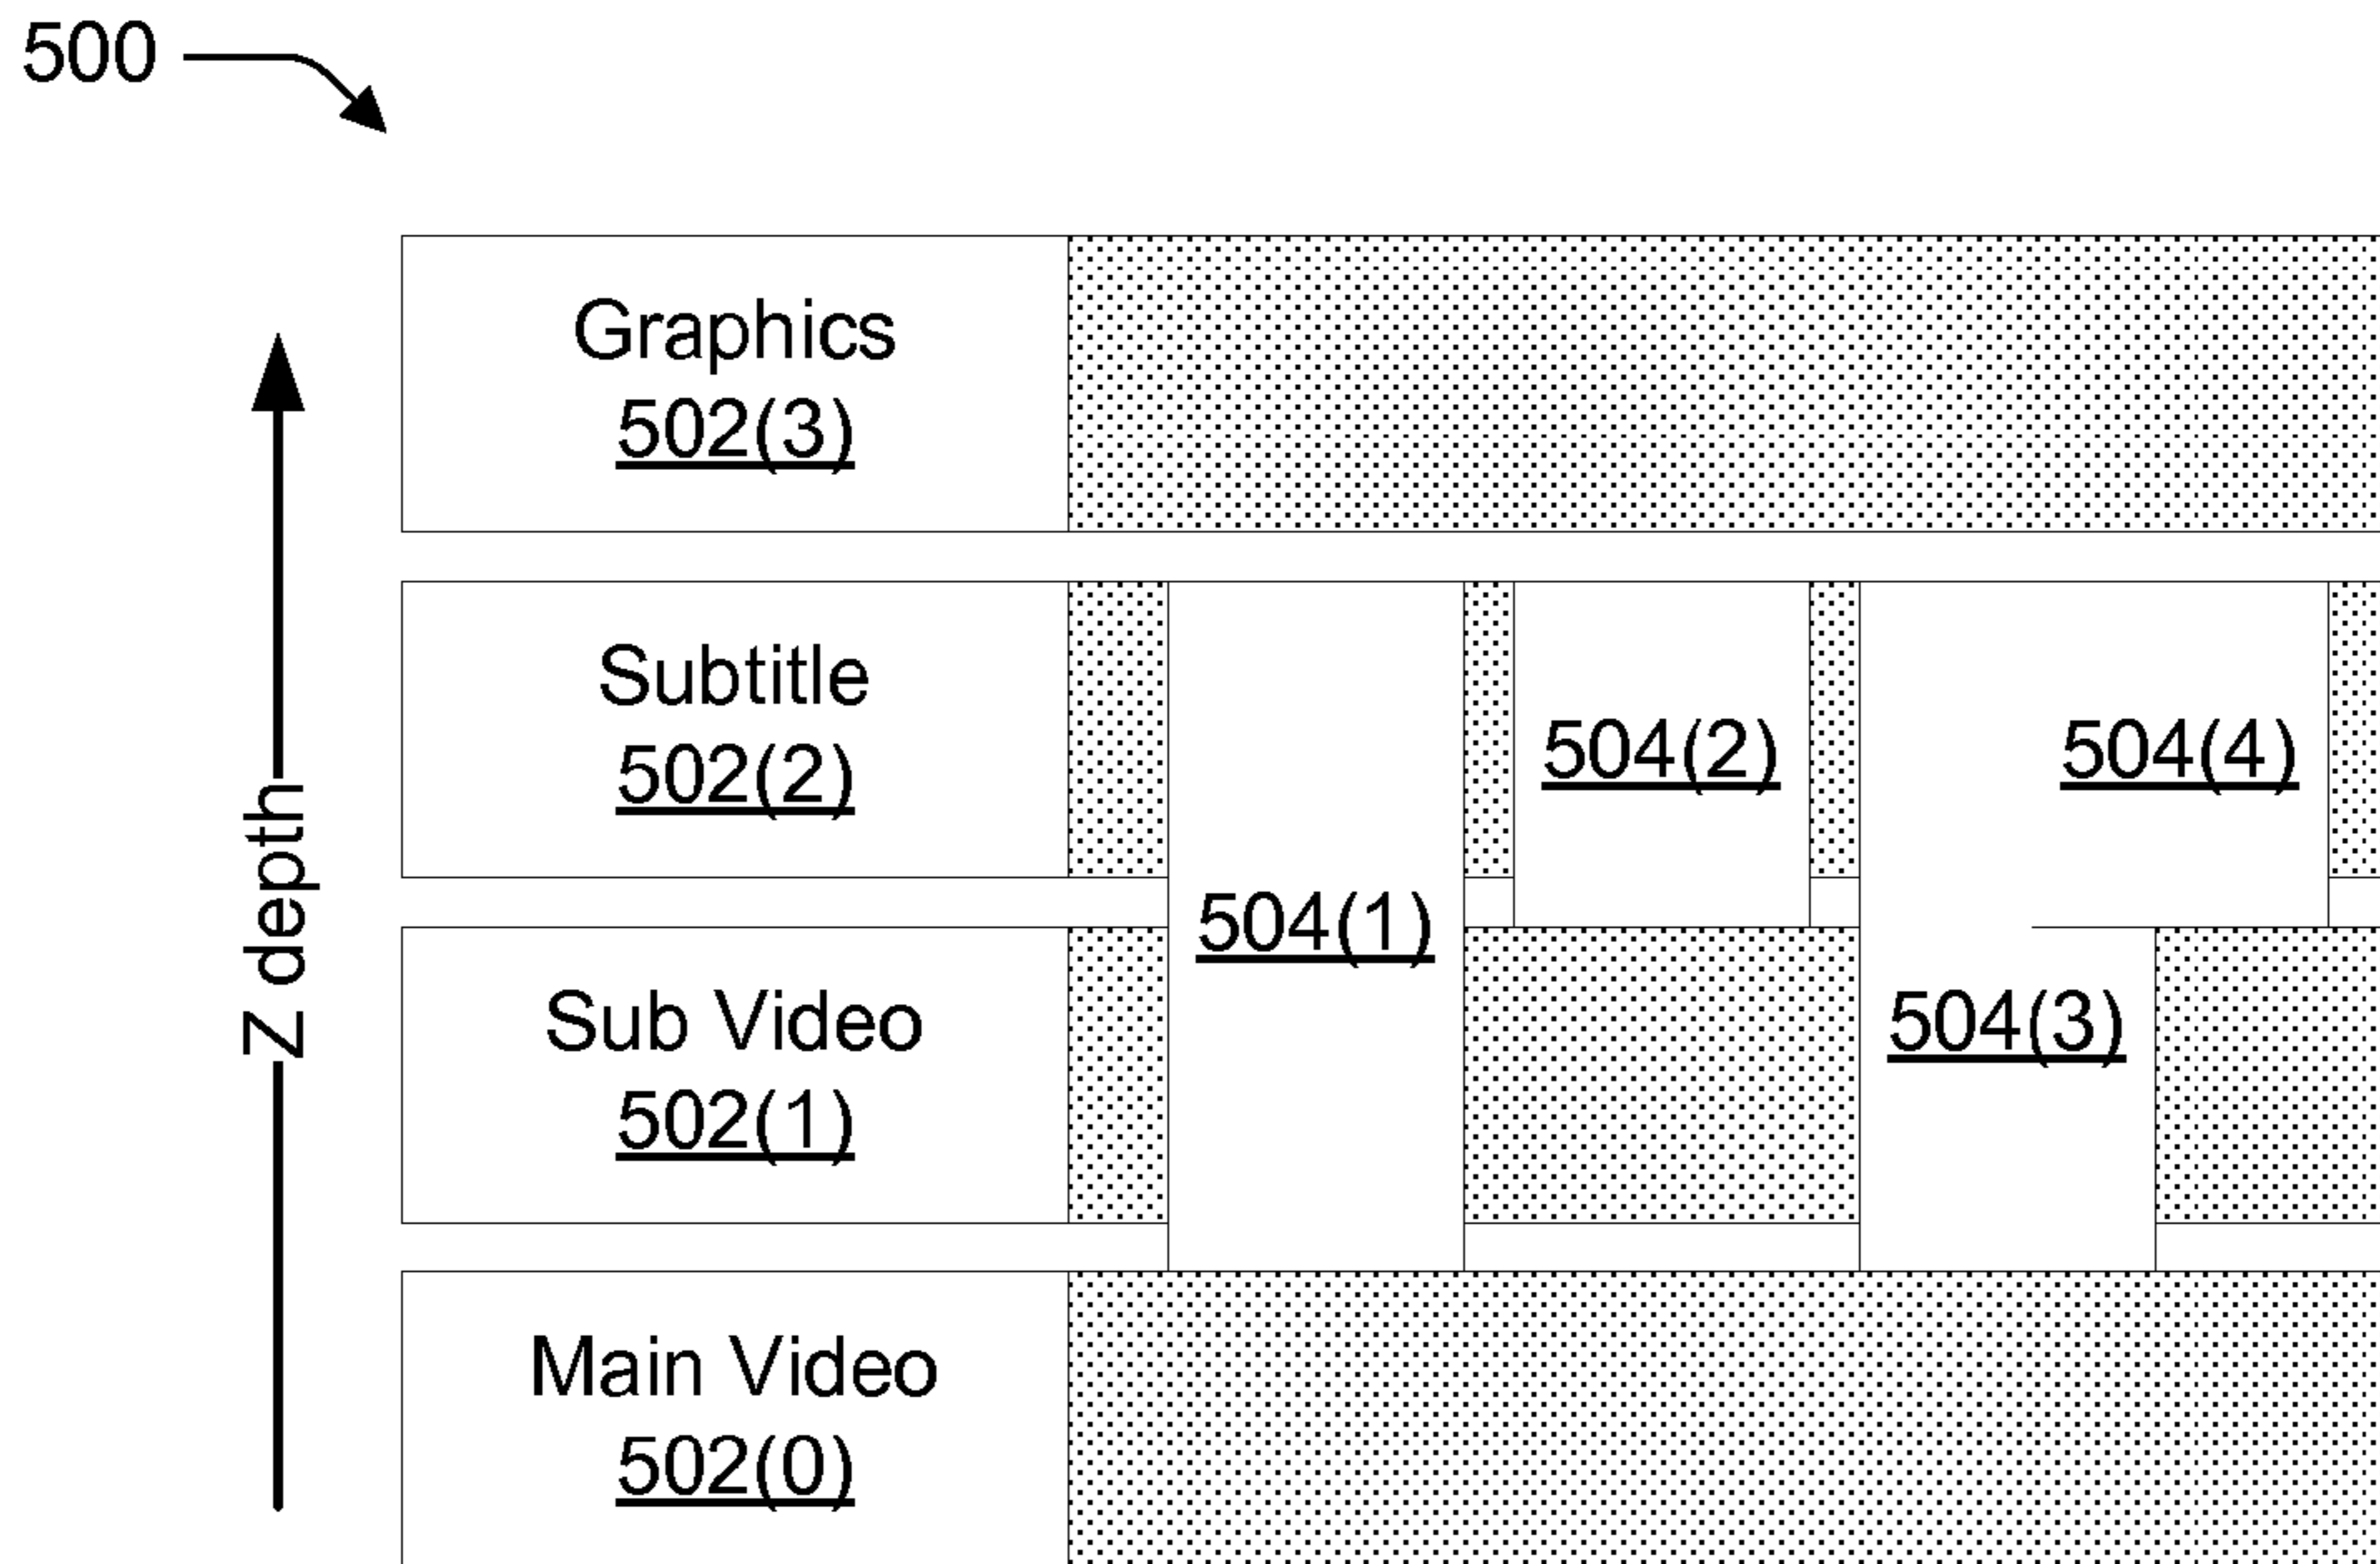 500
Graphics
502(3)
Subtitle
502(2)
504(2)
504(4)
Z depth
504(1)
Sub Video
502(1)
504(3)
Main Video
502(0)